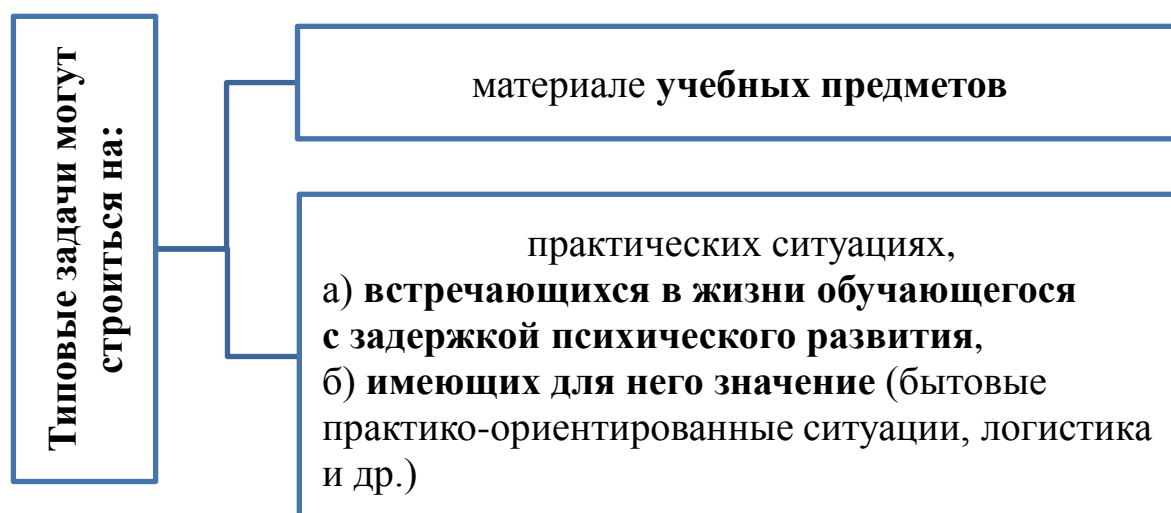 Типовые задачи могут
строиться на:
материале учебных предметов
практических ситуациях,
а) встречающихся в жизни обучающегося
с задержкой психического развития,
б) имеющих для него значение (бытовые
практико-ориентированные ситуации, логистика
и др.)